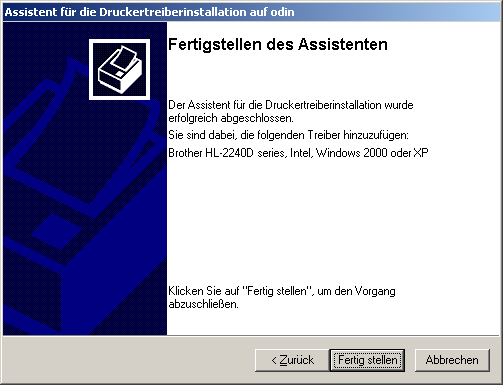 Assistent für die Druckertreiberinstallation auf odin
Fertigstellen des Assistenten
Der Assistent für die Druckertreiberinstallation wurde
erfolgreich abgeschlossen.
Sie sind dabei, die folgenden Treiber hinzuzufügen:
Brother HL-2240D series, Intel, Windows 2000 oder XP
Klicken Sie auf "Fertig stellen", um den Vorgang
abzuschließen.
< Zurück Fertig stellen Abbrechen